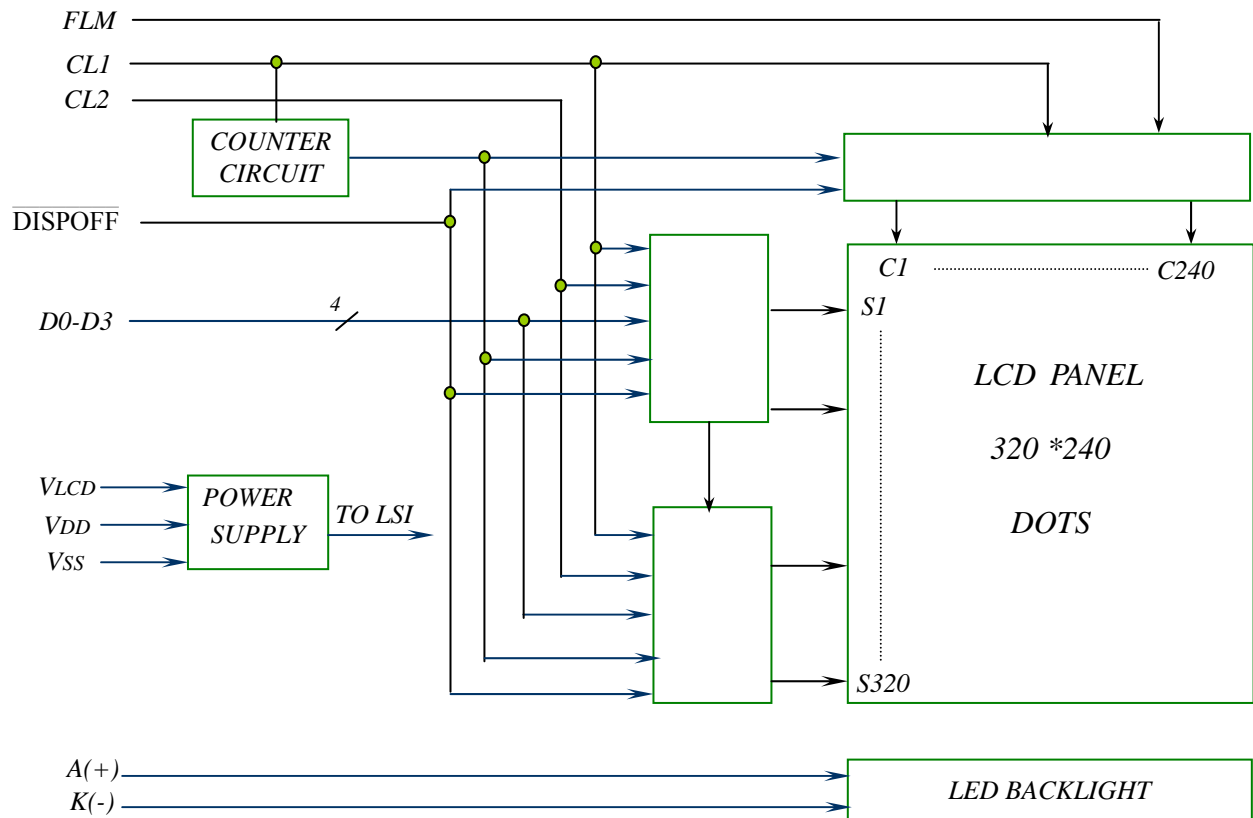 FLM
CL1
CL2
COUNTER
CIRCUIT
DISPOFF
C1
C240
4
D0-D3
S1
LCD PANEL
320 *240
DOTS
VLCD
VDD
VSS
POWER
SUPPLY
TO LSI
S320
A(+)
K(-)
LED BACKLIGHT